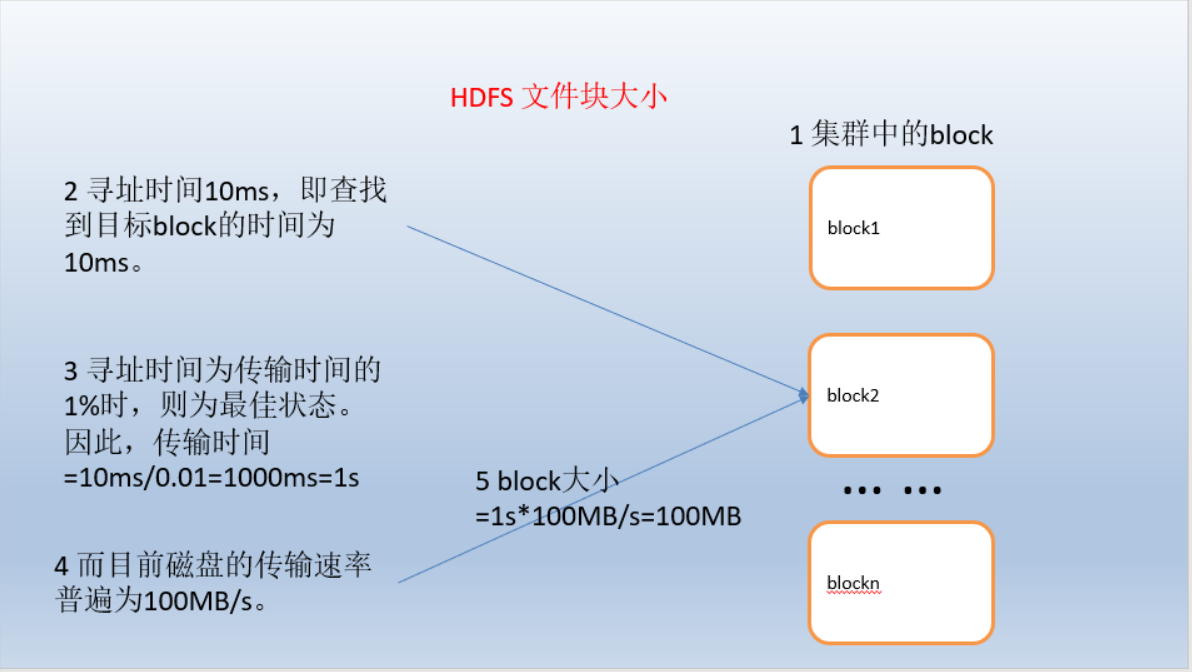 HDFS 文件块大小
1 集群中的block
block1
2 寻址时间10ms，即查找
到目标block的时间为
10ms。
3 寻址时间为传输时间的
1%时，则为最佳状态。
因此，传输时间
=10ms/0.01=1000ms=1s
block2
5 block大小
=1s*100MB/s=100MB
… …
4 而目前磁盘的传输速率
普遍为100MB/s。
blockn